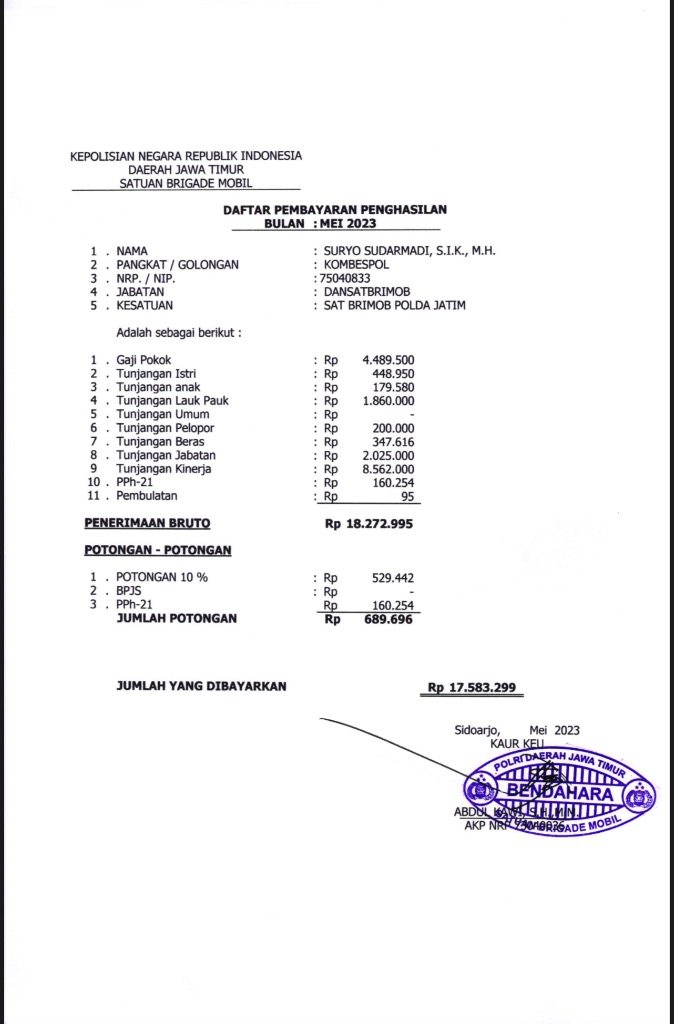 KEPOLISIAN NEGARA REPUBLIK INDONESIA
DAERAH JAWA TIMUR
SATUAN BRIGADE MOBIL
DAFTAR PEMBAYARAN PENGHASILAN
BULAN : MEI 2023
1 . NAMA : SURYO SUDARMADI, S.I.K., M.H.
2 . PANGKAT / GOLONGAN : KOMBESPOL
3 . NRP. / NIP. : 75040833
4 . JABATAN : DANSATBRIMOB
5 . KESATUAN : SAT BRIMOB POLDA JATIM
Adalah sebagai berikut :
1 . Gaji Pokok : Rp 4.489.500
2 . Tunjangan Istri : Rp 448.950
3 . Tunjangan anak : Rp 179.580
4 . Tunjangan Lauk Pauk : Rp 1.860.000
5 . Tunjangan Umum : Rp -
6 . Tunjangan Pelopor : Rp 200.000
7 . Tunjangan Beras : Rp 347.616
8 . Tunjangan Jabatan : Rp 2.025.000
9 Tunjangan Kinerja : Rp 8.562.000
10 . PPh-21 : Rp 160.254
11 . Pembulatan : Rp 95
PENERIMAAN BRUTO Rp 18.272.995
POTONGAN - POTONGAN
1 . POTONGAN 10 % : Rp 529.442
2 . BPJS : Rp -
3 . PPh-21 Rp 160.254
JUMLAH POTONGAN Rp 689.696
JUMLAH YANG DIBAYARKAN Rp 17.583.299
Sidoarjo, Mei 2023
KAUR KEU
POLRI DAERAH JAWA TIMUR
BENDAHARA
ABDUL S.H.,M.M.
AKP NRP
BRIGADE MOBIL